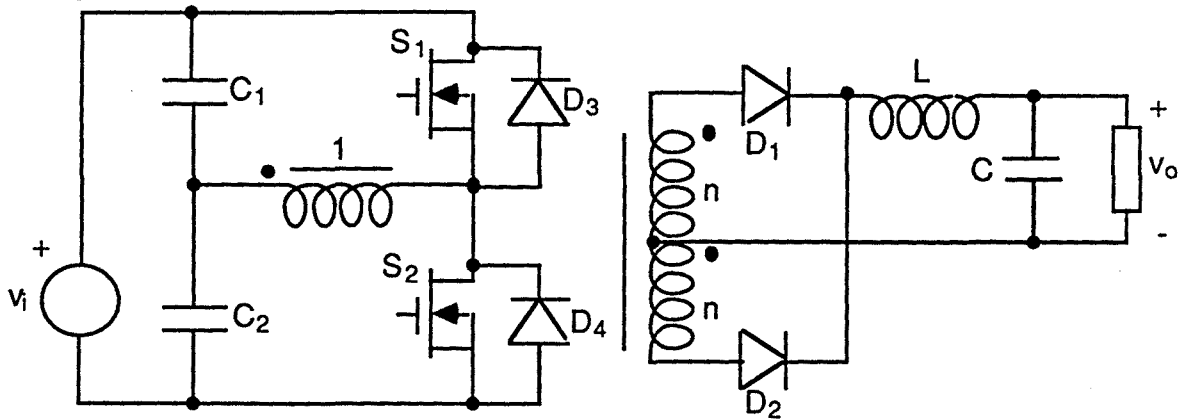 S1
C1
D3
1
D1
L
n
C
+
vo
-
n
+
vi
S2
C2
D4
D2